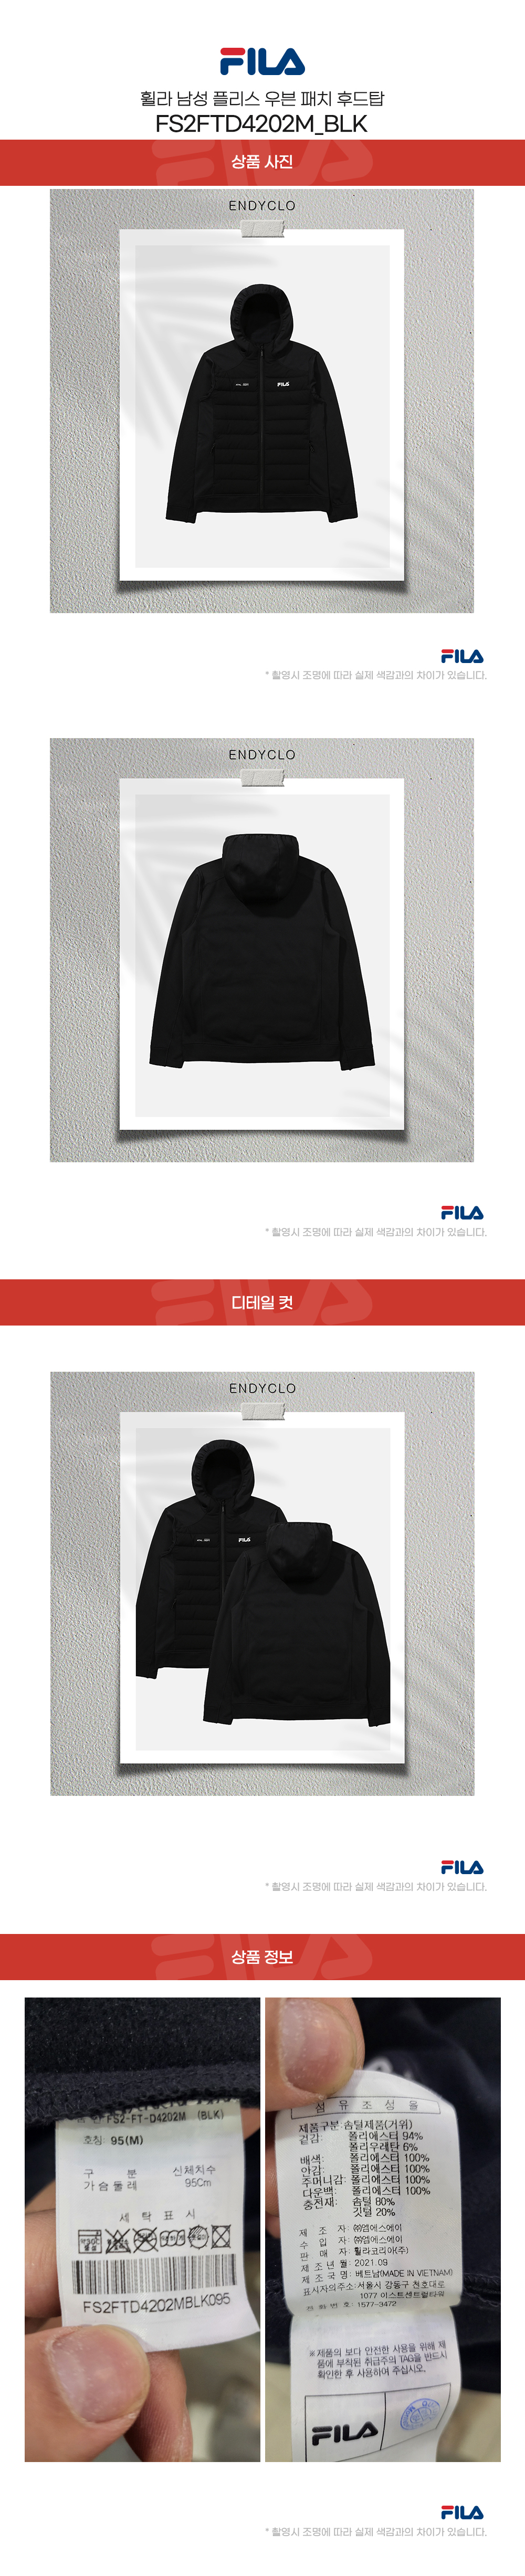 FILA
휠라 남성 플리스 우븐 패치 후드탑
FS2FTD4202M_BLK
상품 사진
ENDYCLO
FILA
FILA
* 촬영시 조명에 따라 실제 색감과의 차이가 있습니다.
ENDYCLO
FILA
* 촬영시 조명에 따라 실제 색감과의 차이가 있습니다.
디테일 컷
ENDYCLO
FILA
FILA
* 촬영시 조명에 따라 실제 색감과의 차이가 있습니다.
상품 정보
FS2-FT-D4202M (BLK)
호칭: 95(M)
구 분 신체치수
가슴둘레 95Cm
세 탁 표 시
FS2FTD4202MBLK095
섬 유 조 성 율
제품구분:솜털제품(거위)
겉감: 폴리에스터 94%
폴리우레탄 6%
배색: 폴리에스터 100%
안감: 폴리에스터 100%
주머니감: 폴리에스터 100%
다운백: 폴리에스터 100%
충전재: 솜털 80%
깃털 20%
제 조 자: ㈜엠에스에이
수 입 자: ㈜엠에스에이
판 매 자: 휠라코리아(주)
제 조 년 월: 2021.09
제 조 국 명: 베트남(MADE IN VIETNAM)
표시자의주소:서울시 강동구 천호대로
1077 이스트센트럴타워
전 화 번 호: 1577-3472
※제품의 보다 안전한 사용을 위해 제
품에 부착된 취급주의 TAG을 반드시
확인한 후 사용하여 주십시오.
FILA
FILA
* 촬영시 조명에 따라 실제 색감과의 차이가 있습니다.